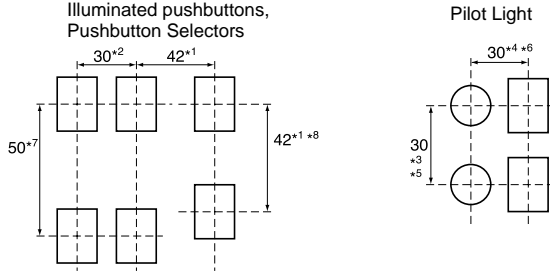 Illuminated pushbuttons,
Pushbutton Selectors
30*2
42*1
50*7
42*1 *8
Pilot Light
30*4 *6
30
*3
*5